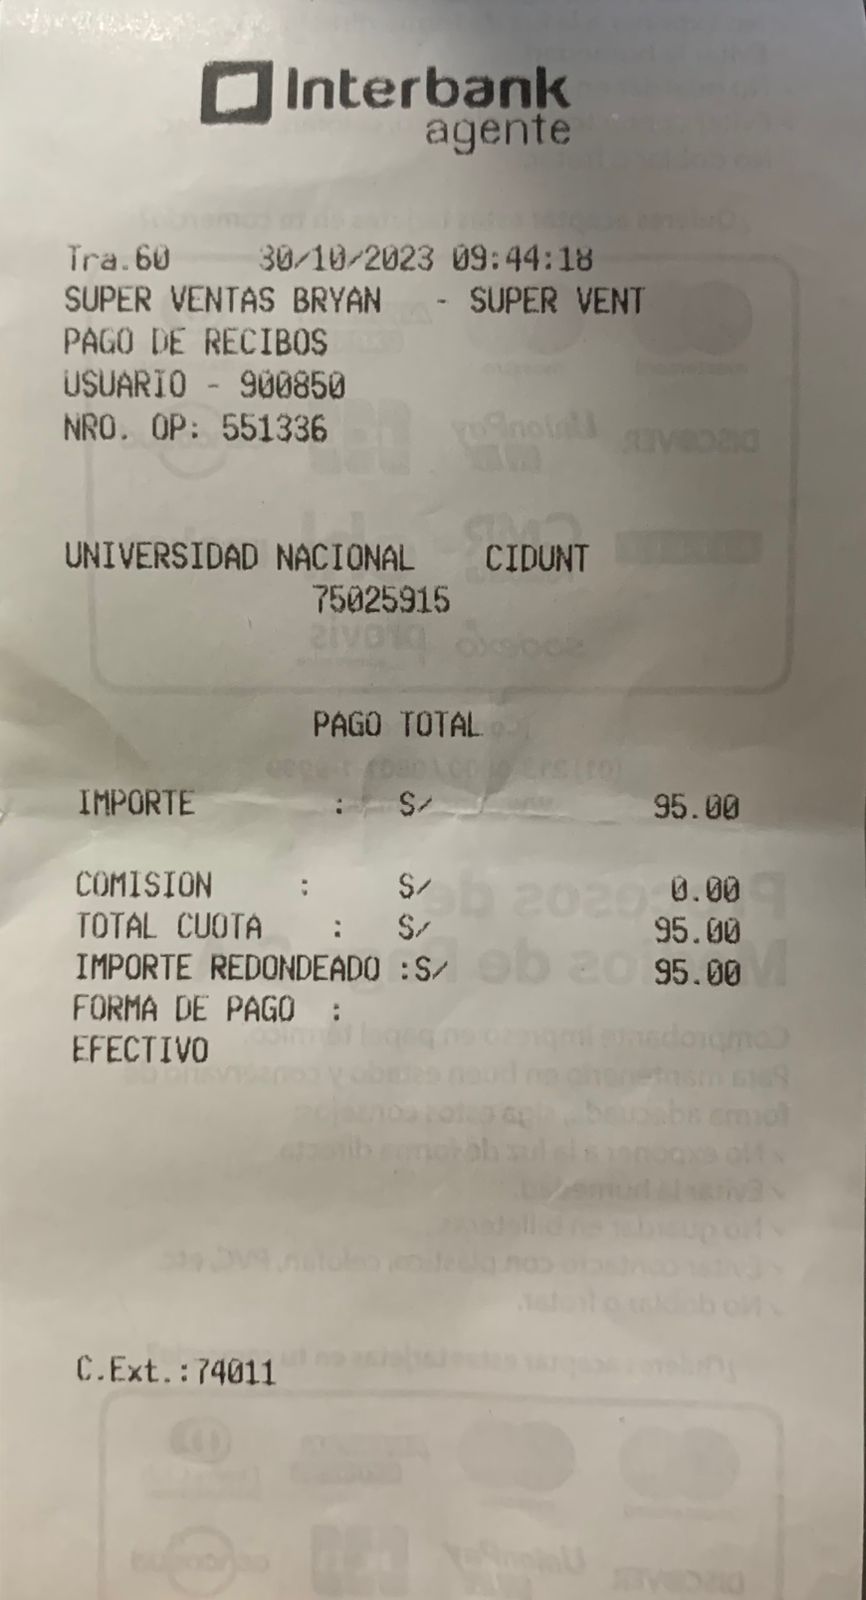 Interbank
agente
Tra.60 30/10/2023 09:44:18
SUPER VENTAS BRYAN - SUPER VENT
PAGO DE RECIBOS
USUARIO - 900850
NRO. OP: 551336
UNIVERSIDAD NACIONAL CIDUNT
75025915
PAGO TOTAL
IMPORTE : S/ 95.00
COMISION : S/ 0.00
TOTAL CUOTA : S/ 95.00
IMPORTE REDONDEADO :S/ 95.00
FORMA DE PAGO :
EFECTIVO
C.Ext.:74011